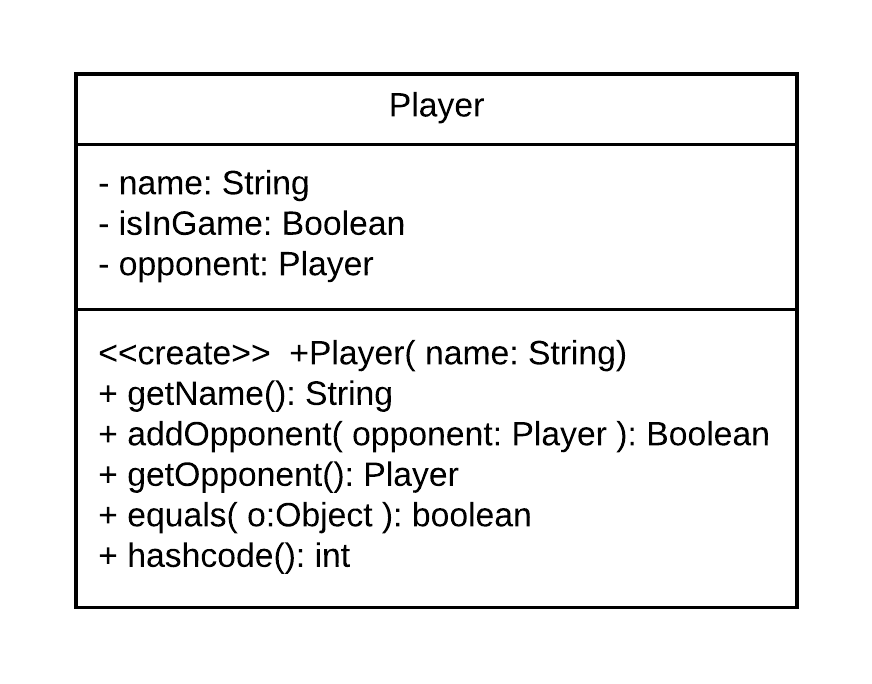 Player
- name: String
- isInGame: Boolean
- opponent: Player
<<create>>  +Player( name: String)
+ getName(): String
+ addOpponent( opponent: Player ): Boolean
+ getOpponent(): Player
+ equals( o:Object ): boolean
+ hashcode(): int